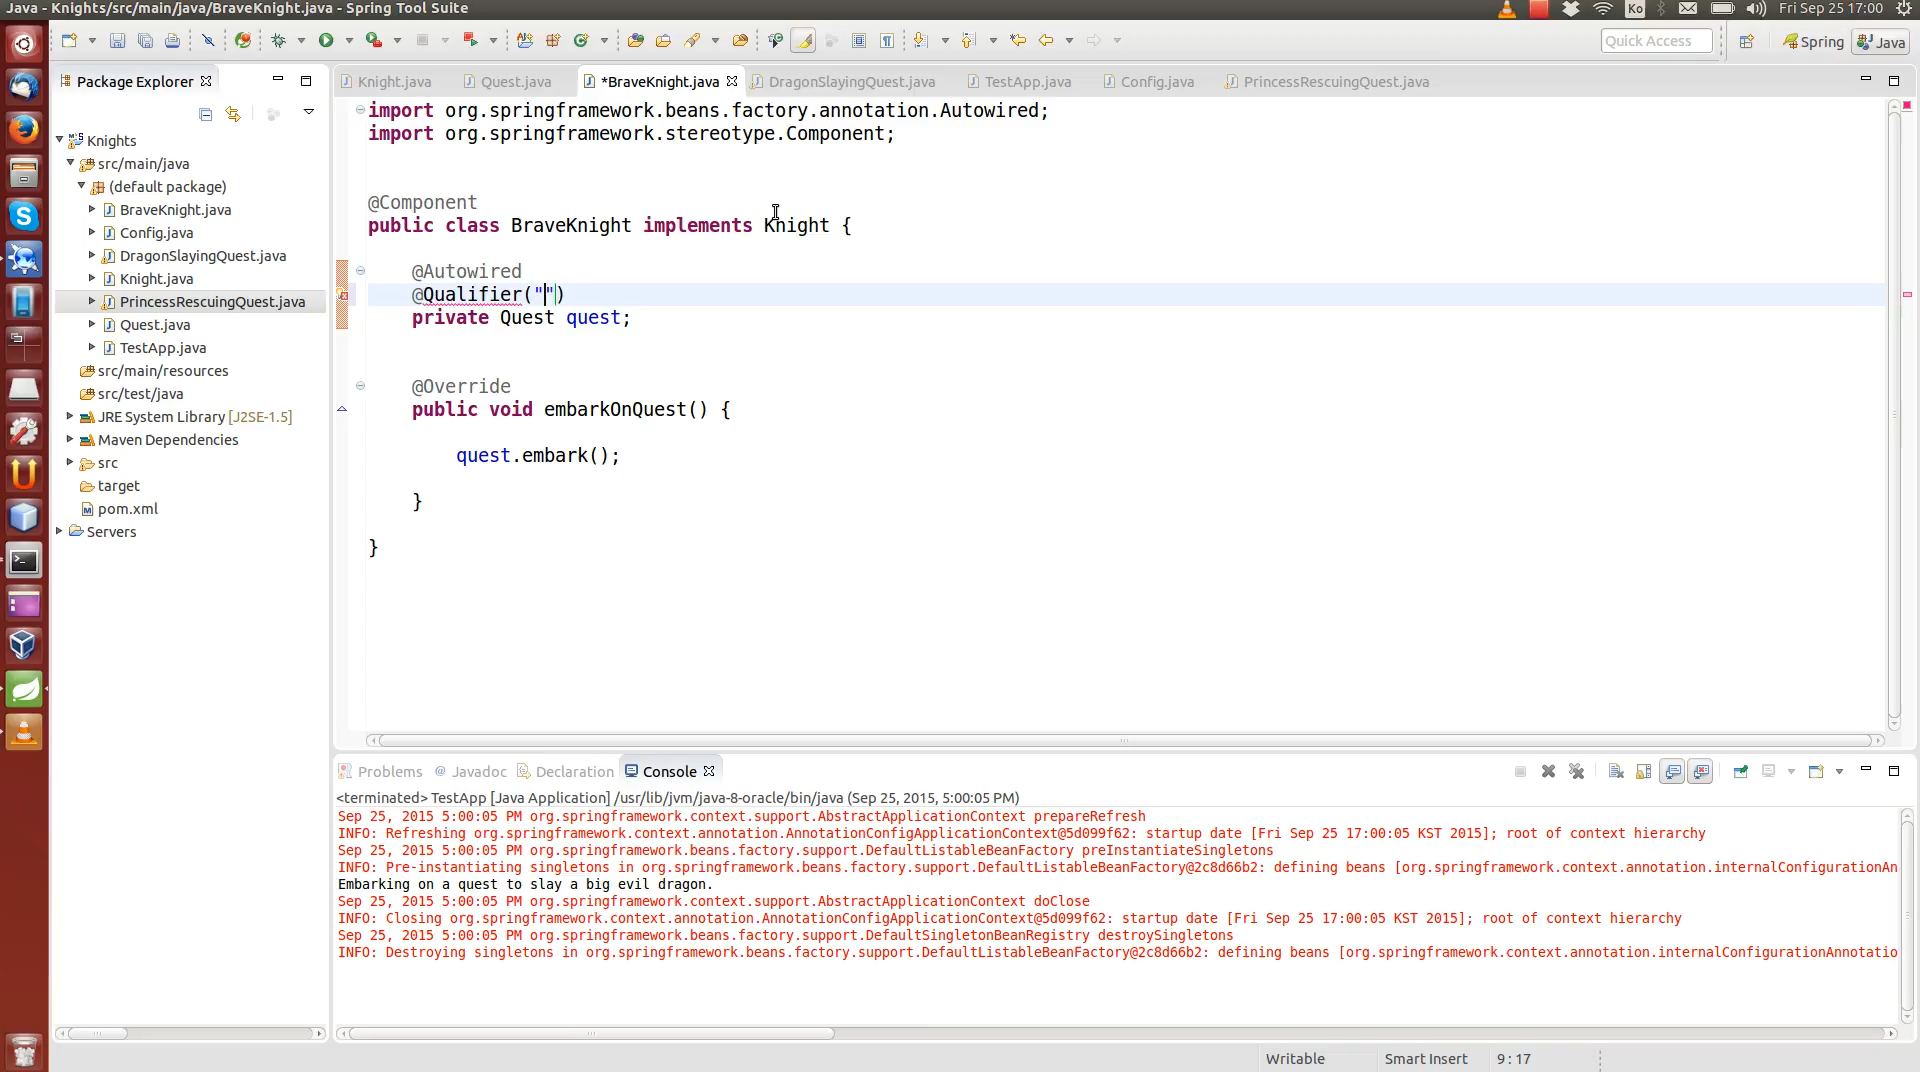 Java - Knights/src/main/java/BraveKnight.java - Spring Tool Suite
Ko
Fri Sep 25 17:00
Quick Access
Spring
Java
Package Explorer
Knights
src/main/java
(default package)
BraveKnight.java
Config.java
DragonSlayingQuest.java
Knight.java
PrincessRescuingQuest.java
Quest.java
TestApp.java
src/main/resources
src/test/java
JRE System Library [J2SE-1.5]
Maven Dependencies
src
target
pom.xml
Servers
Knight.java
Quest.java
*BraveKnight.java
DragonSlayingQuest.java
TestApp.java
Config.java
PrincessRescuingQuest.java
import org.springframework.beans.factory.annotation.Autowired;
import org.springframework.stereotype.Component;
@Component
public class BraveKnight implements Knight {
@Autowired
@Qualifier("")
private Quest quest;
@Override
public void embarkOnQuest() {
quest.embark();
}
}
Problems
@ Javadoc
Declaration
Console
<terminated> TestApp [Java Application] /usr/lib/jvm/java-8-oracle/bin/java (Sep 25, 2015, 5:00:05 PM)
Sep 25, 2015 5:00:05 PM org.springframework.context.support.AbstractApplicationContext prepareRefresh
INFO: Refreshing org.springframework.context.annotation.AnnotationConfigApplicationContext@5d099f62: startup date [Fri Sep 25 17:00:05 KST 2015]; root of context hierarchy
Sep 25, 2015 5:00:05 PM org.springframework.beans.factory.support.DefaultListableBeanFactory preInstantiateSingletons
INFO: Pre-instantiating singletons in org.springframework.beans.factory.support.DefaultListableBeanFactory@2c8d66b2: defining beans [org.springframework.context.annotation.internalConfigurationAn
Embarking on a quest to slay a big evil dragon.
Sep 25, 2015 5:00:05 PM org.springframework.context.support.AbstractApplicationContext doClose
INFO: Closing org.springframework.context.annotation.AnnotationConfigApplicationContext@5d099f62: startup date [Fri Sep 25 17:00:05 KST 2015]; root of context hierarchy
Sep 25, 2015 5:00:05 PM org.springframework.beans.factory.support.DefaultSingletonBeanRegistry destroySingletons
INFO: Destroying singletons in org.springframework.beans.factory.support.DefaultListableBeanFactory@2c8d66b2: defining beans [org.springframework.context.annotation.internalConfigurationAnnotatio
Writable
Smart Insert
9 : 17